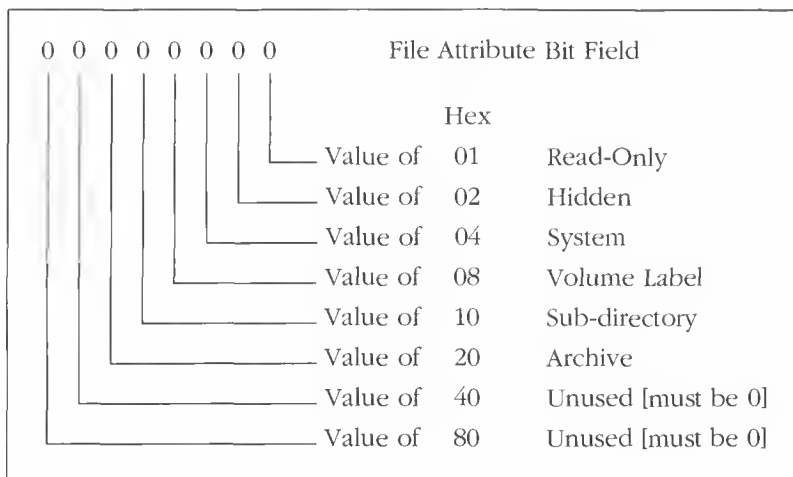 0 0 0 0 0 0 0 0 File Attribute Bit Field
Hex
Value of 01 Read-Only
Value of 02 Hidden
Value of 04 System
Value of 08 Volume Label
Value of 10 Sub-directory
Value of 20 Archive
Value of 40 Unused [must be 0]
Value of 80 Unused [must be 0]